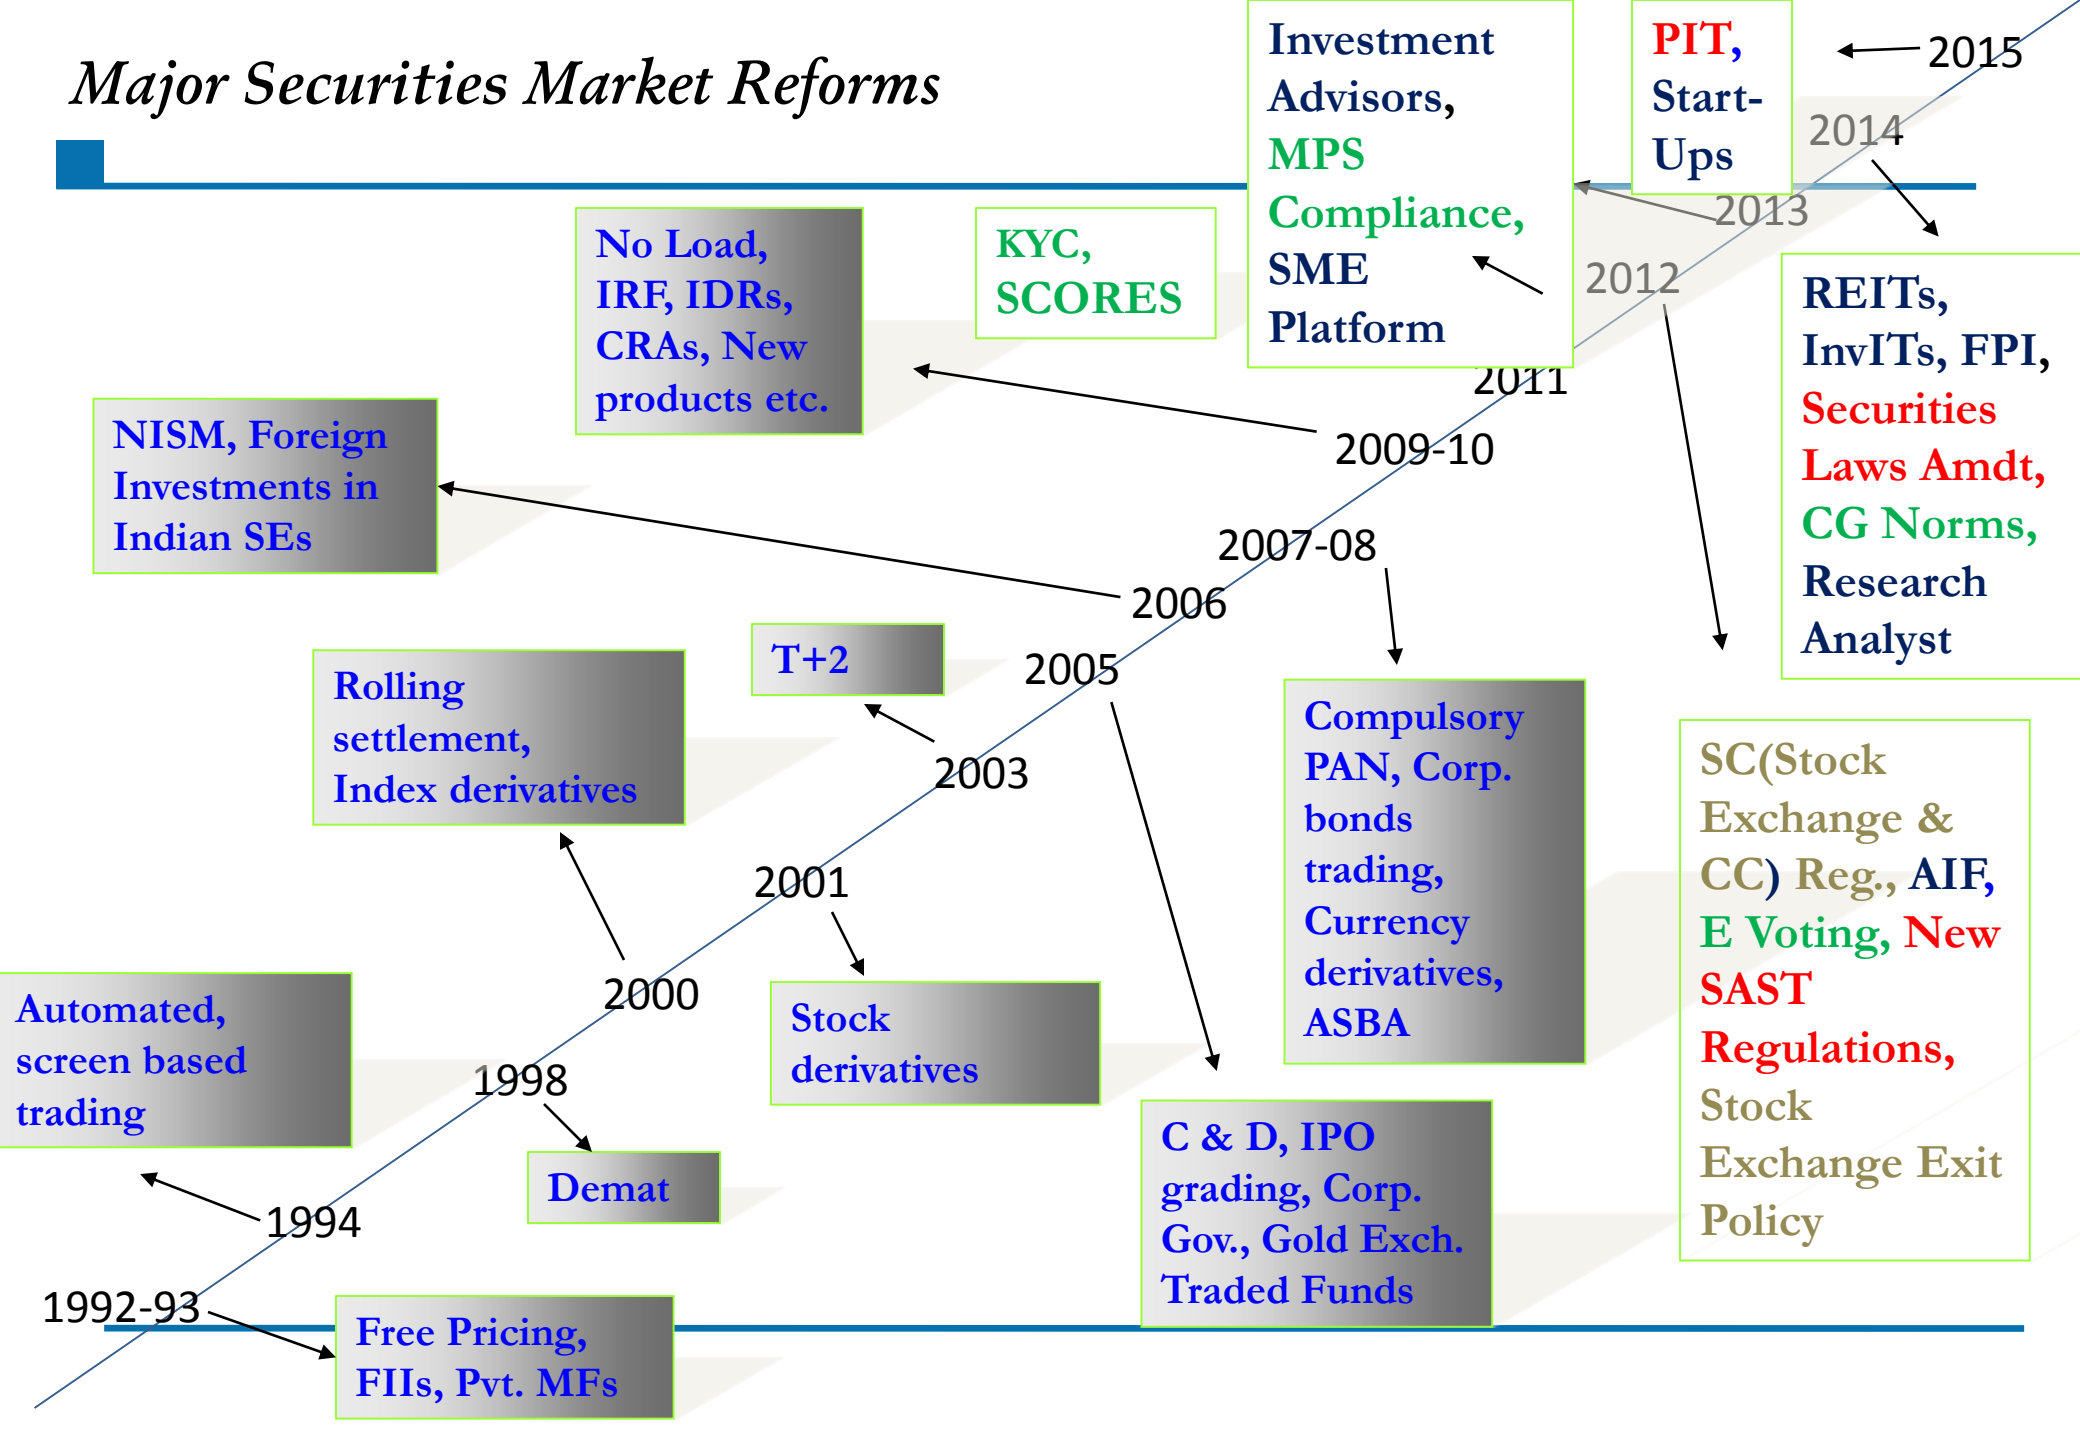 Major Securities Market Reforms
Investment
Advisors,
MPS
Compliance,
SME
Platform
PIT,
Start-
Ups
2015
2014
2013
2012
No Load,
IRF, IDRs,
CRAs, New
products etc.
KYC,
SCORES
REITs,
InvITs, FPI,
Securities
Laws Amdt,
CG Norms,
Research
Analyst
2011
2009-10
NISM, Foreign
Investments in
Indian SEs
2007-08
2006
2005
T+2
2003
Rolling
settlement,
Index derivatives
Compulsory
PAN, Corp.
bonds
trading,
Currency
derivatives,
ASBA
SC(Stock
Exchange &
CC) Reg., AIF,
E Voting, New
SAST
Regulations,
Stock
Exchange Exit
Policy
2001
2000
Stock
derivatives
Automated,
screen based
trading
1998
Demat
C & D, IPO
grading, Corp.
Gov., Gold Exch.
Traded Funds
1994
1992-93
Free Pricing,
FIIs, Pvt. MFs